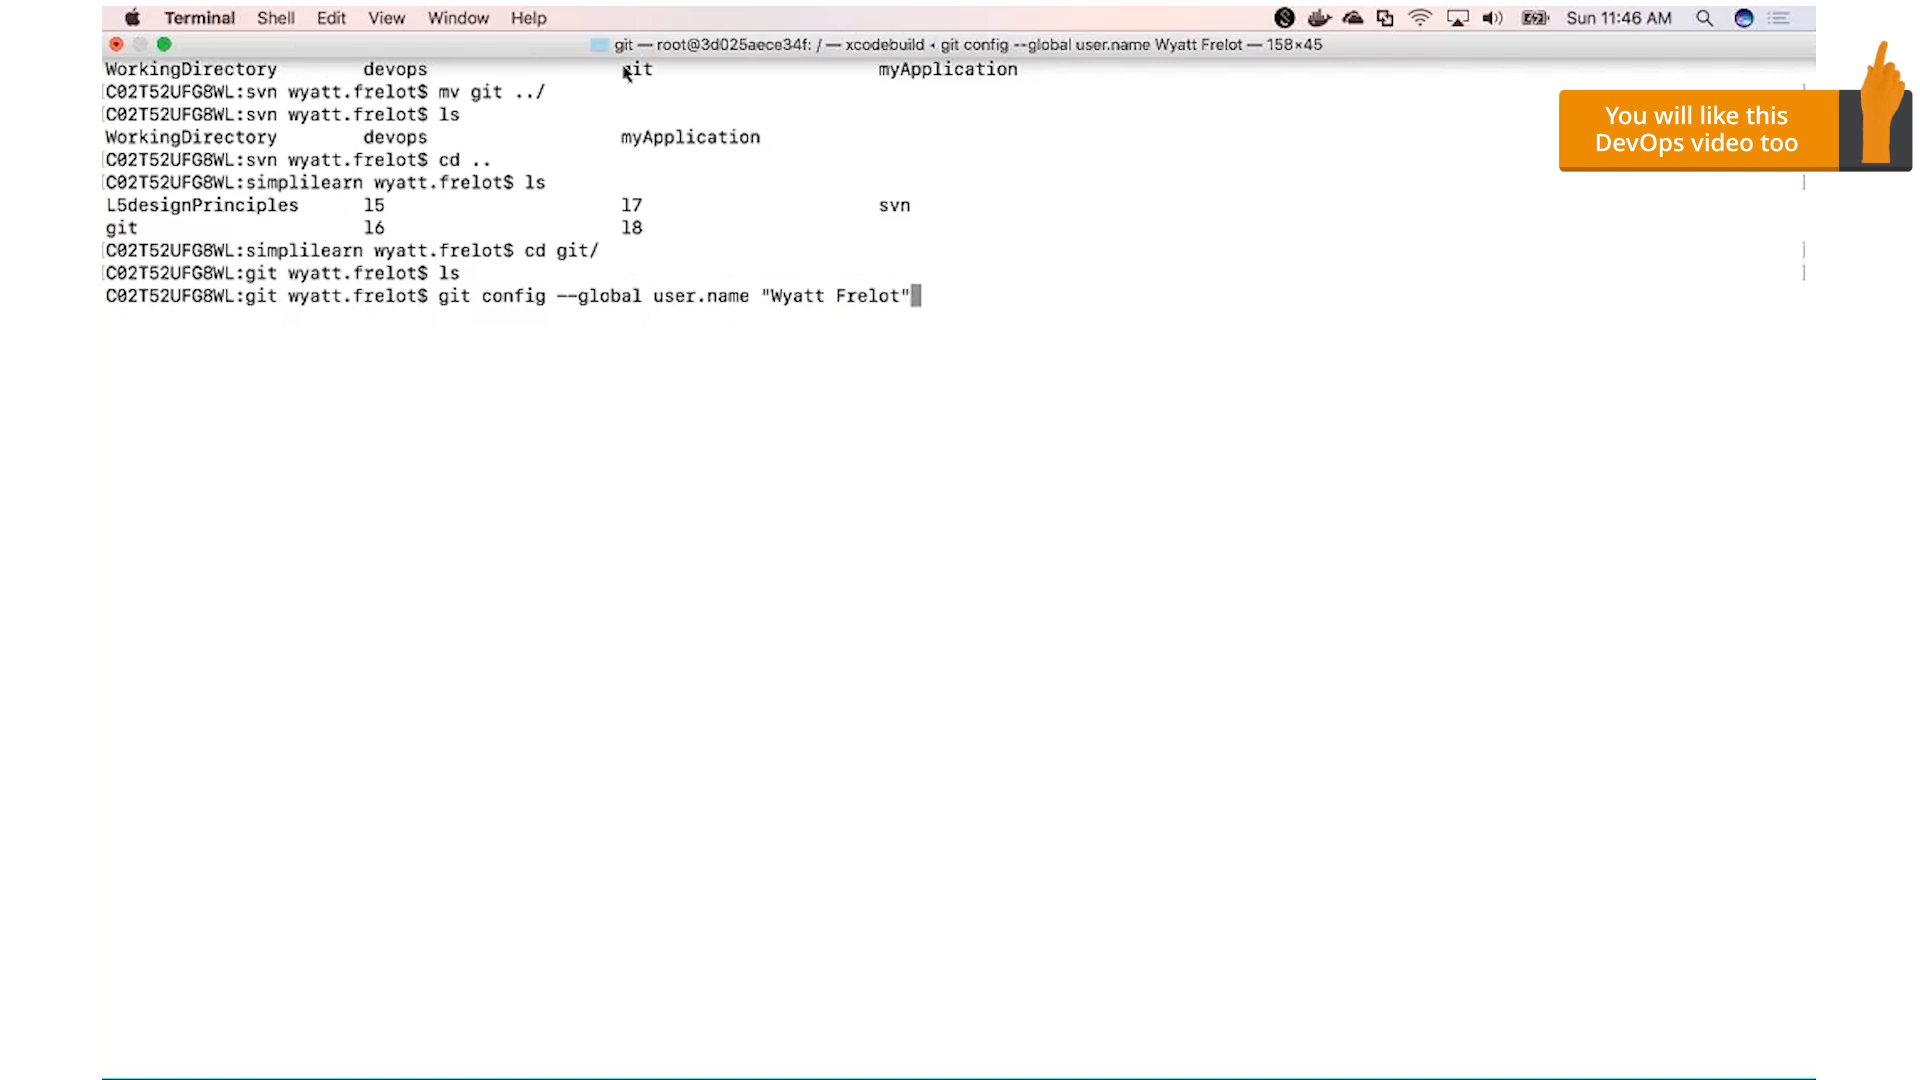 Terminal Shell Edit View Window Help Sun 11:46 AM
git — root@3d025aece34f: / — xcodebuild ◂ git config --global user.name Wyatt Frelot — 158×45
WorkingDirectory devops git myApplication
[C02T52UFG8WL:svn wyatt.frelot$ mv git ../
[C02T52UFG8WL:svn wyatt.frelot$ ls
WorkingDirectory devops myApplication
[C02T52UFG8WL:svn wyatt.frelot$ cd ..
[C02T52UFG8WL:simplilearn wyatt.frelot$ ls ]
L5designPrinciples l5 l7 svn
git l6 l8
[C02T52UFG8WL:simplilearn wyatt.frelot$ cd git/ ]
[C02T52UFG8WL:git wyatt.frelot$ ls ]
C02T52UFG8WL:git wyatt.frelot$ git config --global user.name "Wyatt Frelot"
You will like this
DevOps video too